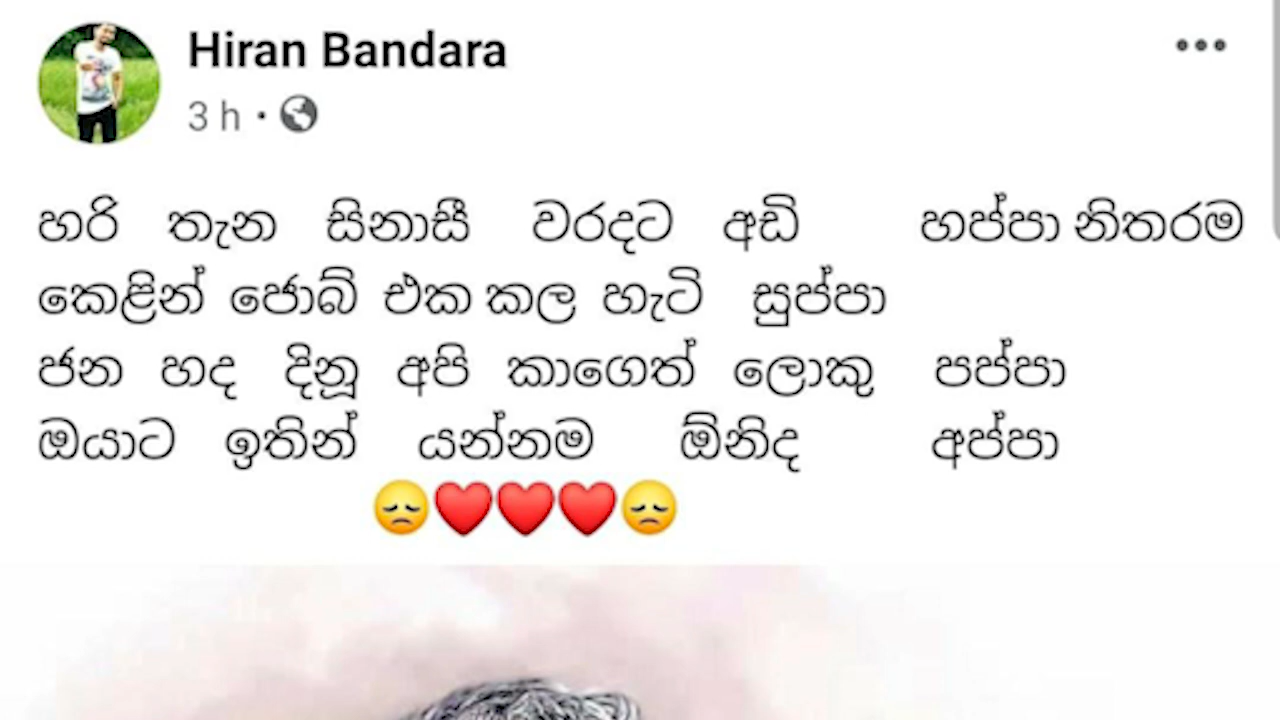 Hiran Bandara
3 h ·
හරි තැන සිනාසී වරදට අඩි හප්පා නිතරම
කෙළින් ජොබ් එක කල හැටි සුප්පා
ජන හද දිනූ අපි කාගෙත් ලොකු පප්පා
ඔයාට ඉතින් යන්නම ඕනිද අප්පා
😞❤️❤️❤️😞